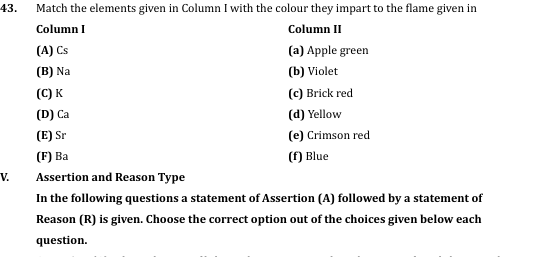 43. Match the elements given in Column I with the colour they impart to the flame given in
Column I Column II
(A) Cs (a) Apple green
(B) Na (b) Violet
(C) K (c) Brick red
(D) Ca (d) Yellow
(E) Sr (e) Crimson red
(F) Ba (f) Blue
V. Assertion and Reason Type
In the following questions a statement of Assertion (A) followed by a statement of
Reason (R) is given. Choose the correct option out of the choices given below each
question.